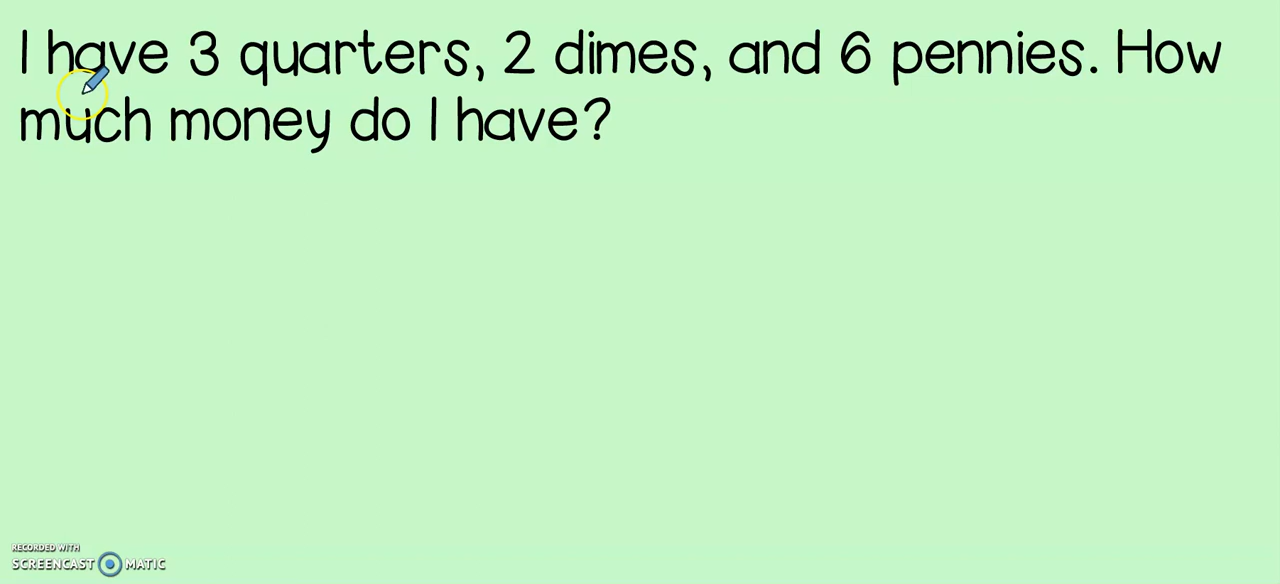 I have 3 quarters, 2 dimes, and 6 pennies. How
much money do I have?
RECORDED WITH
SCREENCAST MATIC